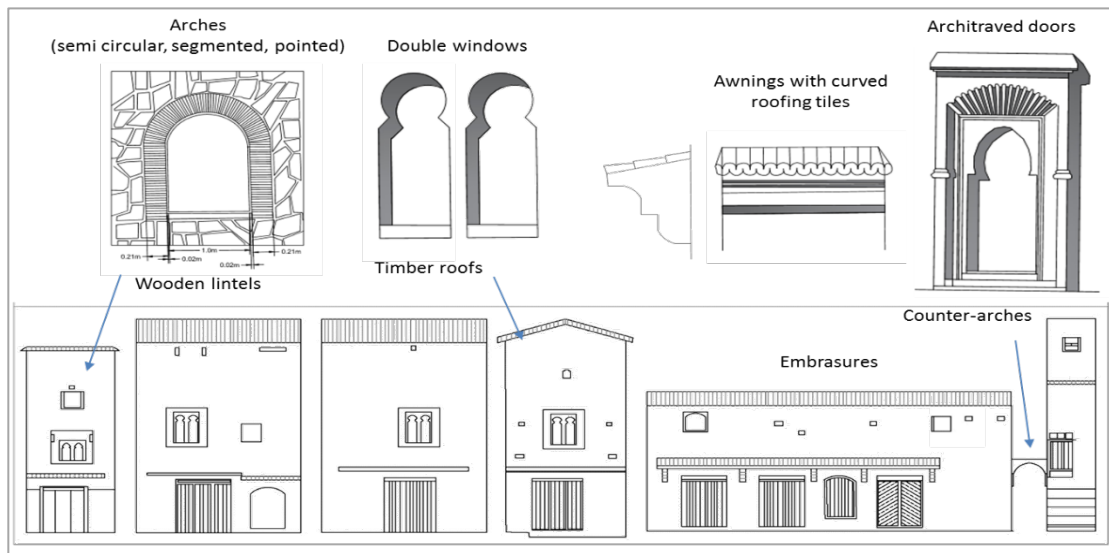 Arches
(semi circular, segmented, pointed)
Double windows
Awnings with curved
roofing tiles
Architraved doors
0.21m
1.0m
0.21m
0.02m
0.02m
Wooden lintels
Timber roofs
Embrasures
Counter-arches